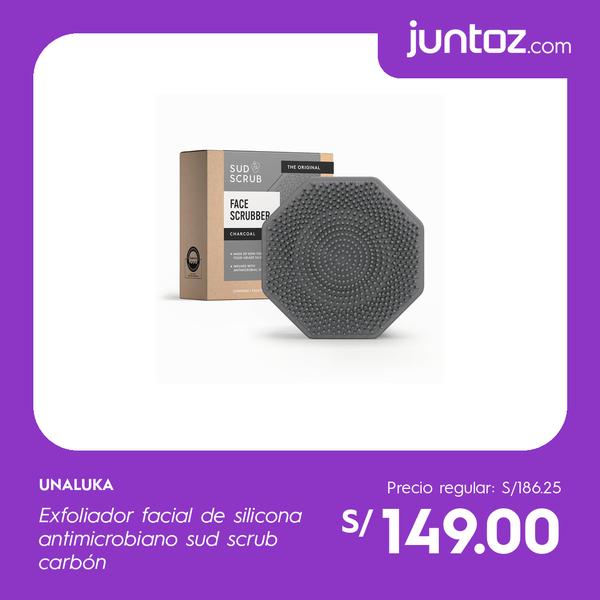 juntoz.com
SUD
SCRUB
THE ORIGINAL
FACE
SCRUBBER
CHARCOAL
UNALUKA
Precio regular: S/186.25
Exfoliador facial de silicona
antimicrobiano sud scrub
carbón
S/149.00